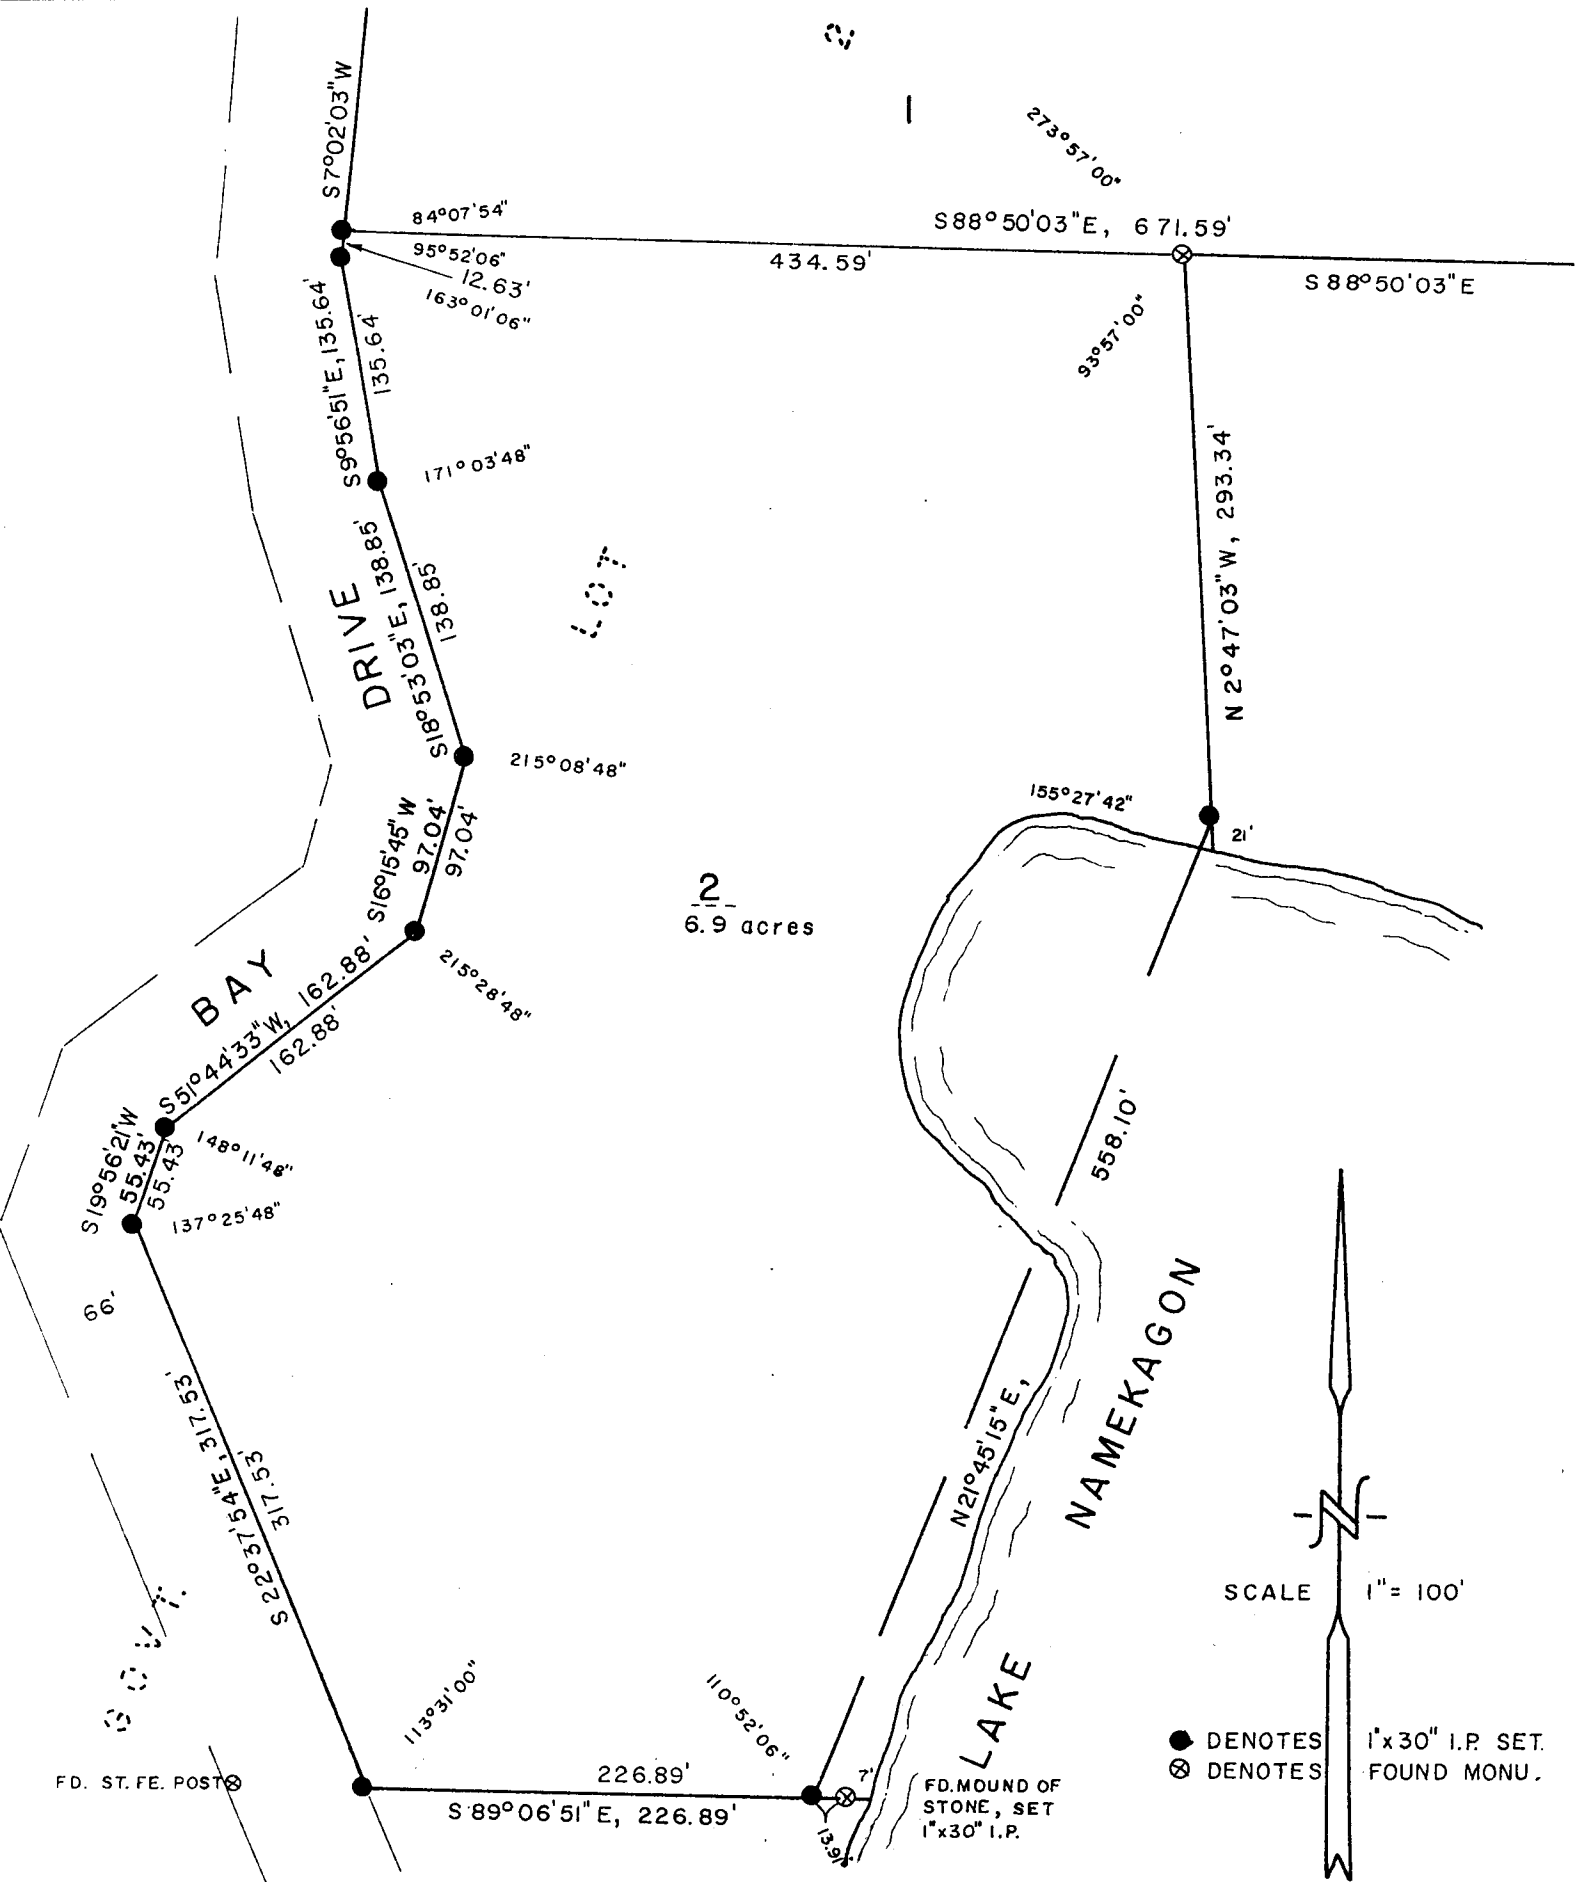 2
1
273°57'00"
S7°02'03"W
84°07'54"
S88°50'03"E, 671.59'
434.59'
S88°50'03"E
95°52'06"
12.63'
163°01'06"
93°57'00"
S9°56'51"E, 135.64'
135.64'
171°03'48"
N2°47'03"W, 293.34'
S18°53'03"E, 138.85'
138.85'
LOT
DRIVE
215°08'48"
155°27'42"
21'
S16°15'45"W
97.04'
97.04'
2
6.9 acres
BAY
215°28'48"
S51°44'33"W, 162.88'
162.88'
S19°56'21"W
55.43'
55.43'
148°11'48"
137°25'48"
558.10'
66'
N21°45'15"E,
LAKE NAMEKAGON
S22°37'54"E, 317.53'
317.53'
N
SCALE 1"= 100'
GOVT.
113°31'00"
110°52'06"
FD. ST. FE. POST
226.89'
S89°06'51"E, 226.89'
7'
13.91'
FD. MOUND OF
STONE, SET
1"x30" I.P.
DENOTES 1"x30" I.P. SET.
DENOTES FOUND MONU.